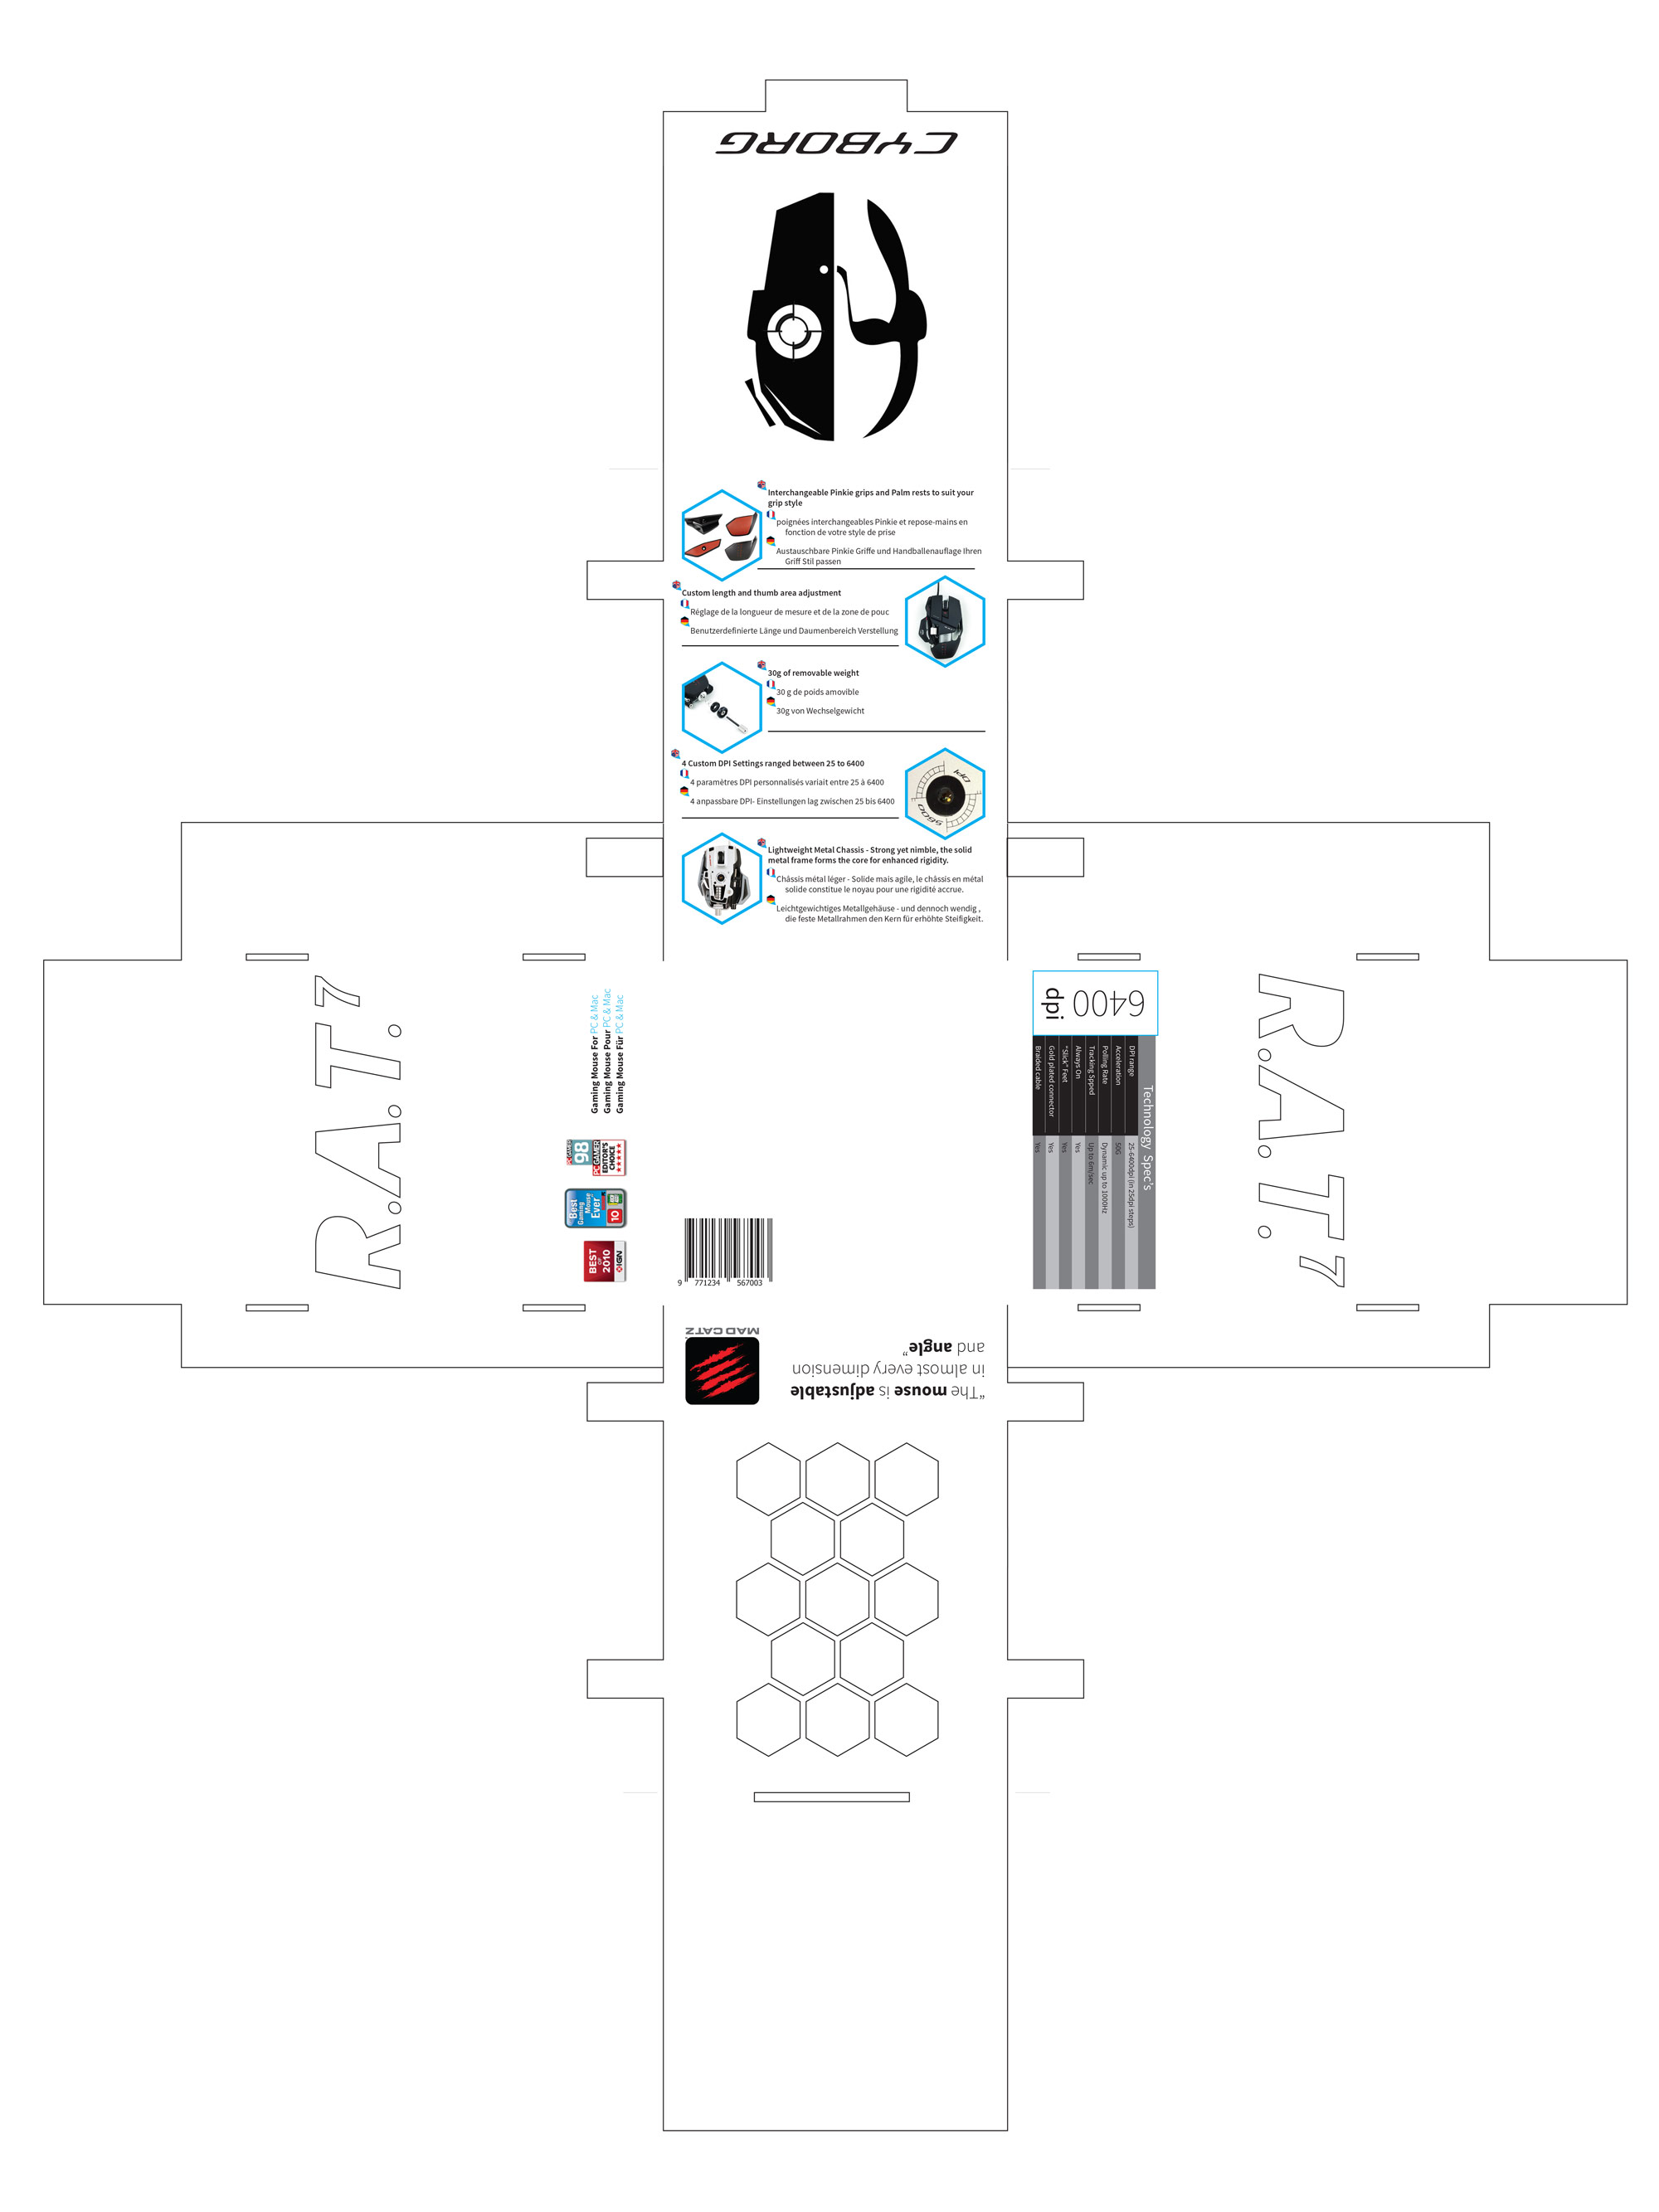 CYBORG
Interchangeable Pinkie grips and Palm rests to suit your
grip style
poignées interchangeables Pinkie et repose-mains en
fonction de votre style de prise
Austauschbare Pinkie Griffe und Handballenauflage Ihren
Griff Stil passen
Custom length and thumb area adjustment
Réglage de la longueur de mesure et de la zone de pouc
Benutzerdefinierte Länge und Daumenbereich Verstellung
30g of removable weight
30 g de poids amovible
30g von Wechselgewicht
4 Custom DPI Settings ranged between 25 to 6400
4 paramètres DPI personnalisés variait entre 25 à 6400
4 anpassbare DPI- Einstellungen lag zwischen 25 bis 6400
DPI
5600
Lightweight Metal Chassis - Strong yet nimble, the solid
metal frame forms the core for enhanced rigidity.
Châssis métal léger - Solide mais agile, le châssis en métal
solide constitue le noyau pour une rigidité accrue.
Leichtgewichtiges Metallgehäuse - und dennoch wendig ,
die feste Metallrahmen den Kern für erhöhte Steifigkeit.
R.A.T.7
Gaming Mouse For PC & Mac
Gaming Mouse Pour PC & Mac
Gaming Mouse Für PC & Mac
PC GAMER
98
PC GAMER
EDITOR'S
CHOICE
Best
Gaming
Mouse
Ever
10
BEST
OF
2010
IGN
9 771234 567003
6400
dpi
Technology Spec's
DPI range 25-6400dpi (in 25dpi steps)
Acceleration 50G
Polling Rate Dynamic up to 1000Hz
Tracking Spped Up to 6m/sec
Always On Yes
"Slick" Feet Yes
Gold plated connector Yes
Braided cable Yes
R.A.T.7
MAD CATZ
“The mouse is adjustable
in almost every dimension
and angle”